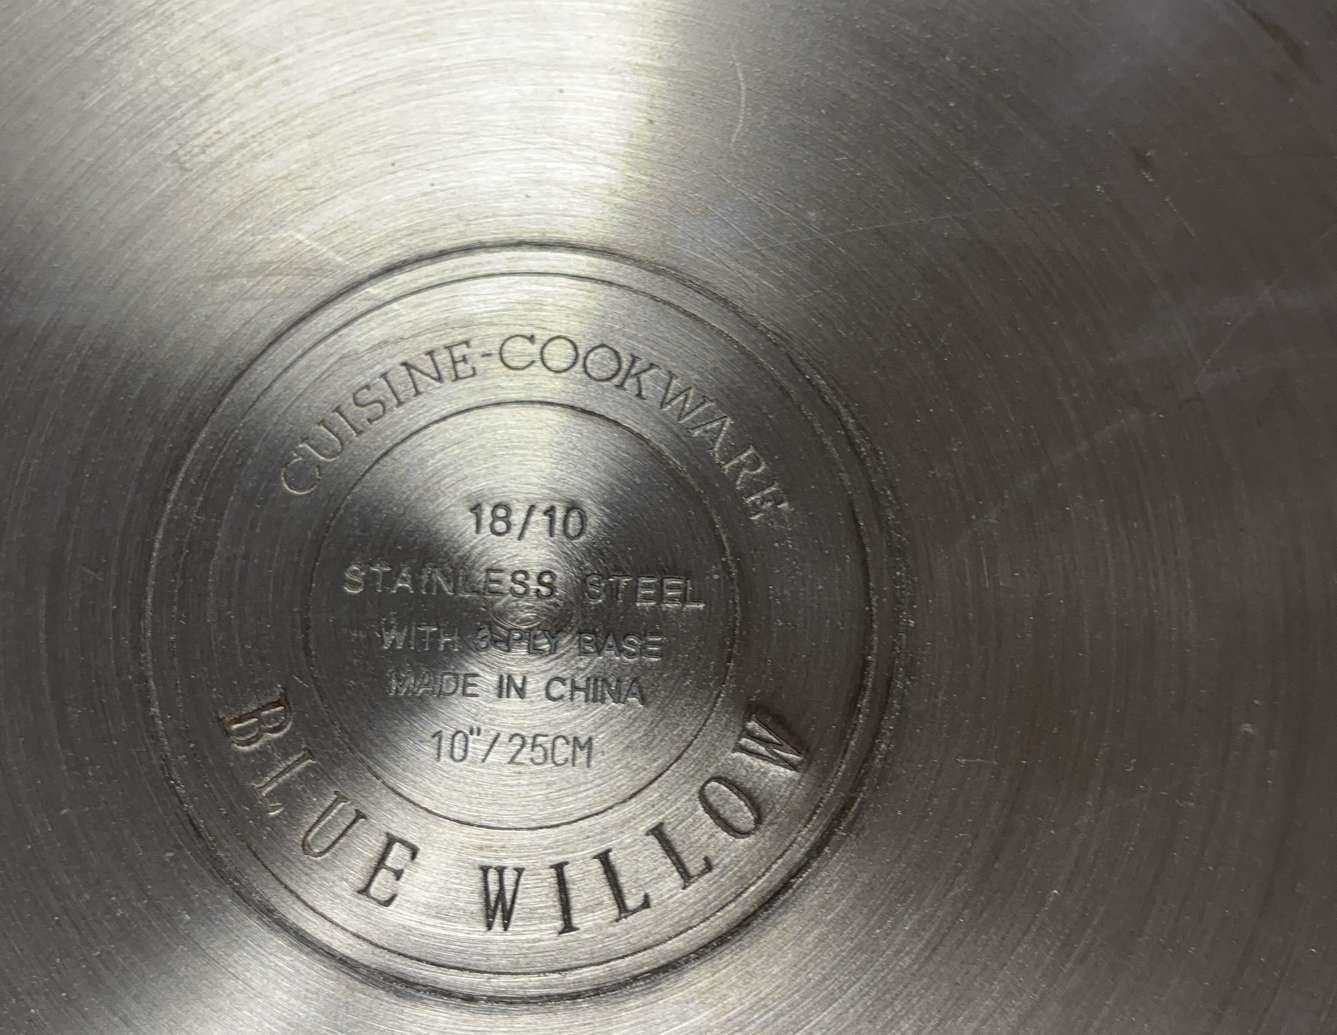 CUISINE-COOKWARE
18/10
STAINLESS STEEL
WITH 3-PLY BASE
MADE IN CHINA
10"/25CM
BLUE WILLOW